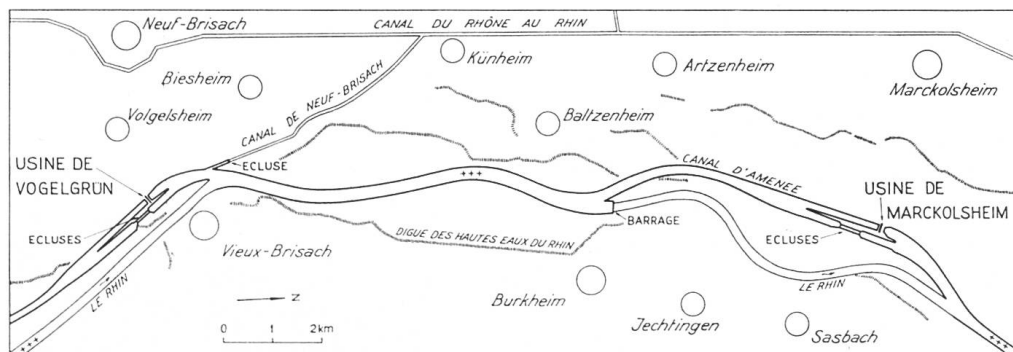 CANAL DU RHÔNE AU RHIN
Neuf-Brisach
Künheim
Artzenheim
Marckolsheim
Biesheim
CANAL DE NEUF-BRISACH
Volgelsheim
Baltzenheim
USINE DE
VOGELGRÜN
ECLUSE
CANAL D'AMENEE
USINE DE
MARCKOLSHEIM
ECLUSES
+++
BARRAGE
ECLUSES
Vieux-Brisach
DIGUE DES HAUTES EAUX DU RHIN
LE RHIN
LE RHIN
Z
Burkheim
Jechtingen
Sasbach
0 1 2km
+++
+++